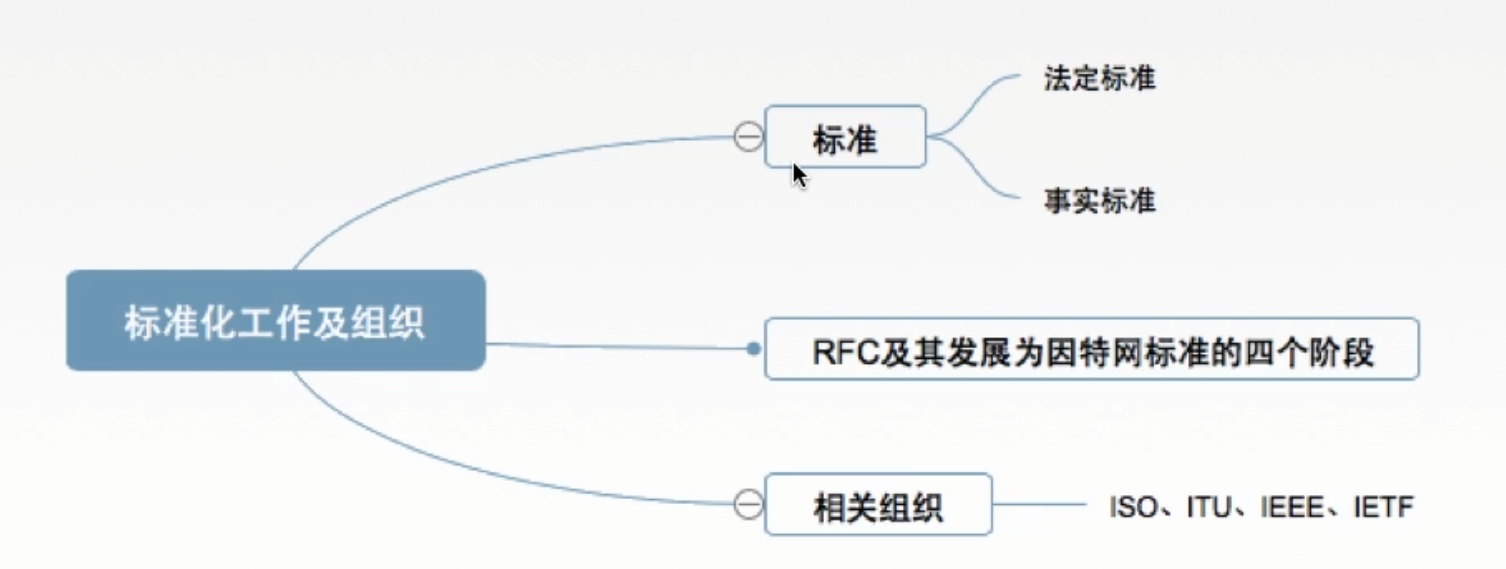 法定标准
标准
事实标准
标准化工作及组织
RFC及其发展为因特网标准的四个阶段
相关组织
ISO、ITU、IEEE、IETF